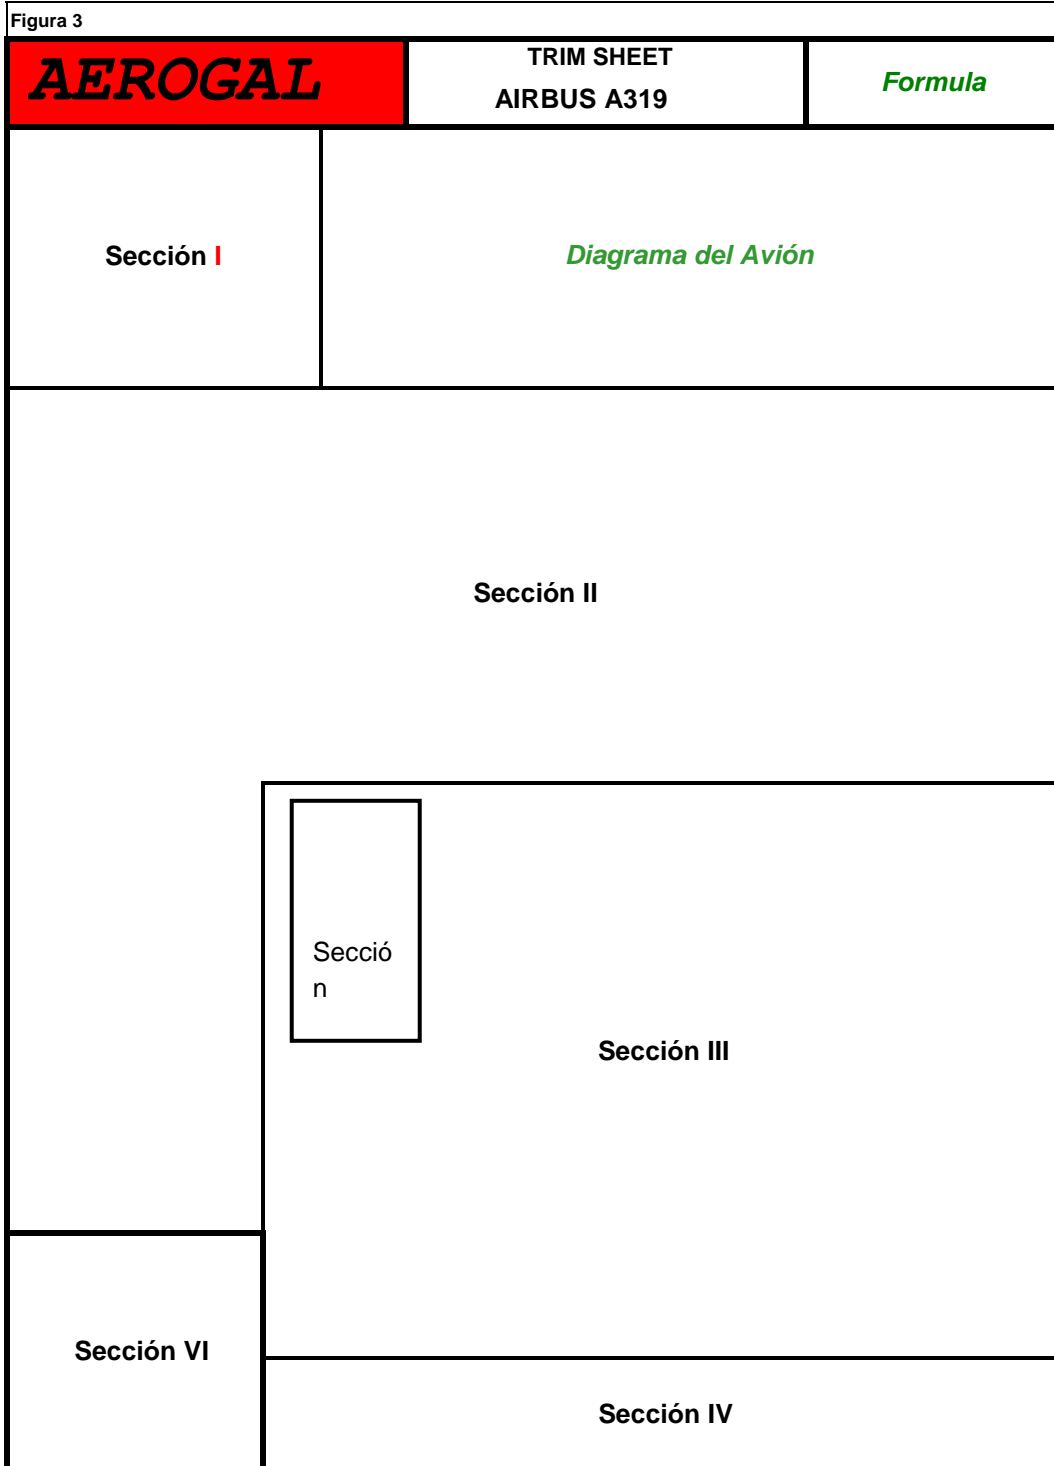 Figura 3
AEROGAL
TRIM SHEET
AIRBUS A319
Formula
Sección I
Diagrama del Avión
Sección II
Secció
n
Sección III
Sección VI
Sección IV